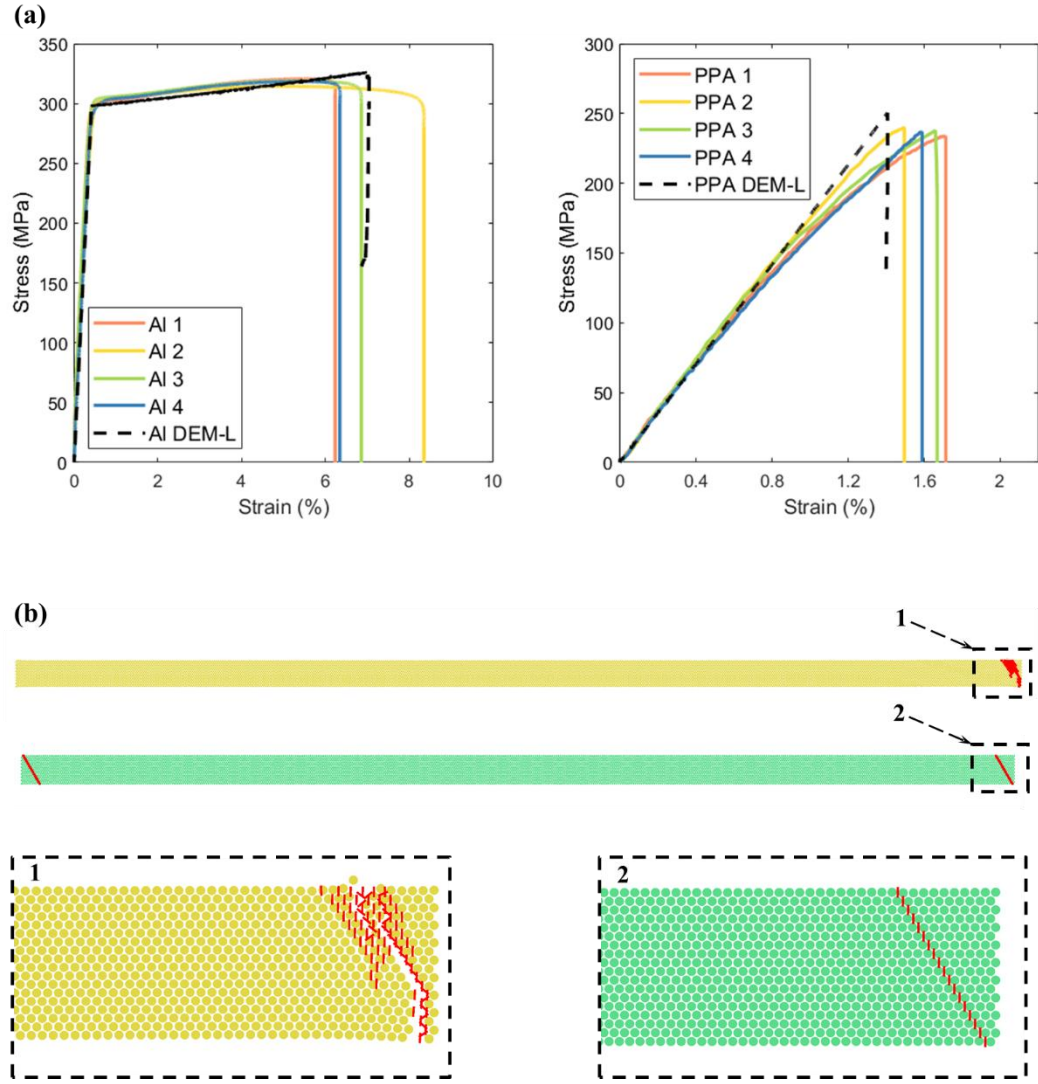 (a)
350
300
250
200
150
100
50
0
Stress (MPa)
0 2 4 6 8 10
Strain (%)
Al 1
Al 2
Al 3
Al 4
Al DEM-L
300
250
200
150
100
50
0
Stress (MPa)
0 0.4 0.8 1.2 1.6 2
Strain (%)
PPA 1
PPA 2
PPA 3
PPA 4
PPA DEM-L
(b)
1
2
1
2